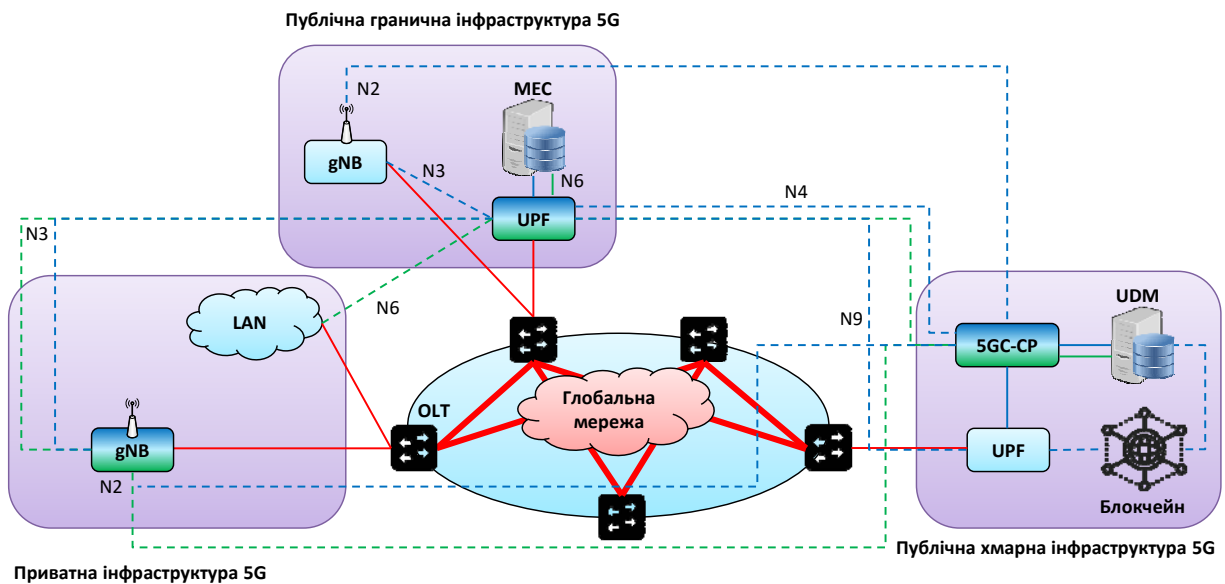 Публічна гранична інфраструктура 5G
N2
MEC
gNB
N3
N6
UPF
N4
N3
LAN
N6
UDM
N9
5GC-CP
Глобальна
мережа
OLT
gNB
UPF
N2
Блокчейн
Публічна хмарна інфраструктура 5G
Приватна інфраструктура 5G